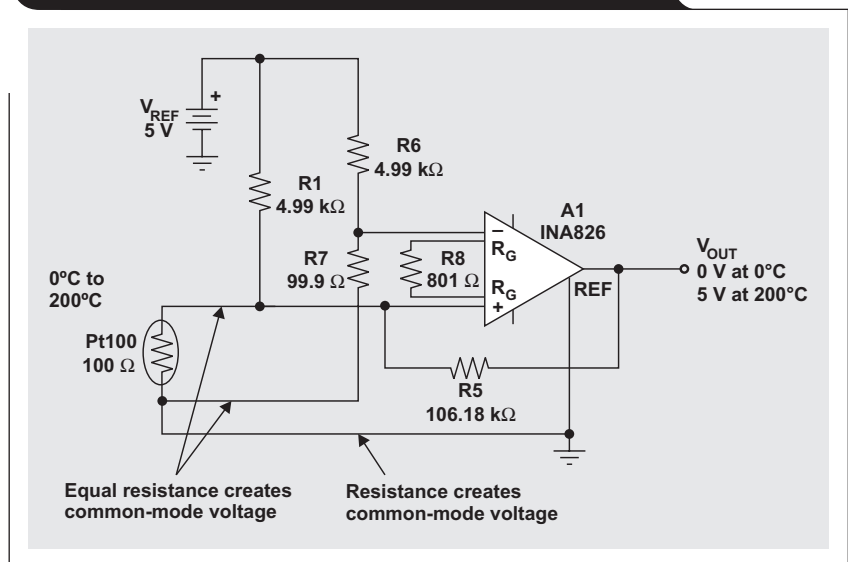 V_REF
5 V
+
R6
4.99 kΩ
R1
4.99 kΩ
A1
INA826
–
R_G
R7
99.9 Ω
R8
801 Ω
R_G
+
REF
V_OUT
0 V at 0°C
5 V at 200°C
0ºC to
200ºC
Pt100
100 Ω
R5
106.18 kΩ
Equal resistance creates
common-mode voltage
Resistance creates
common-mode voltage